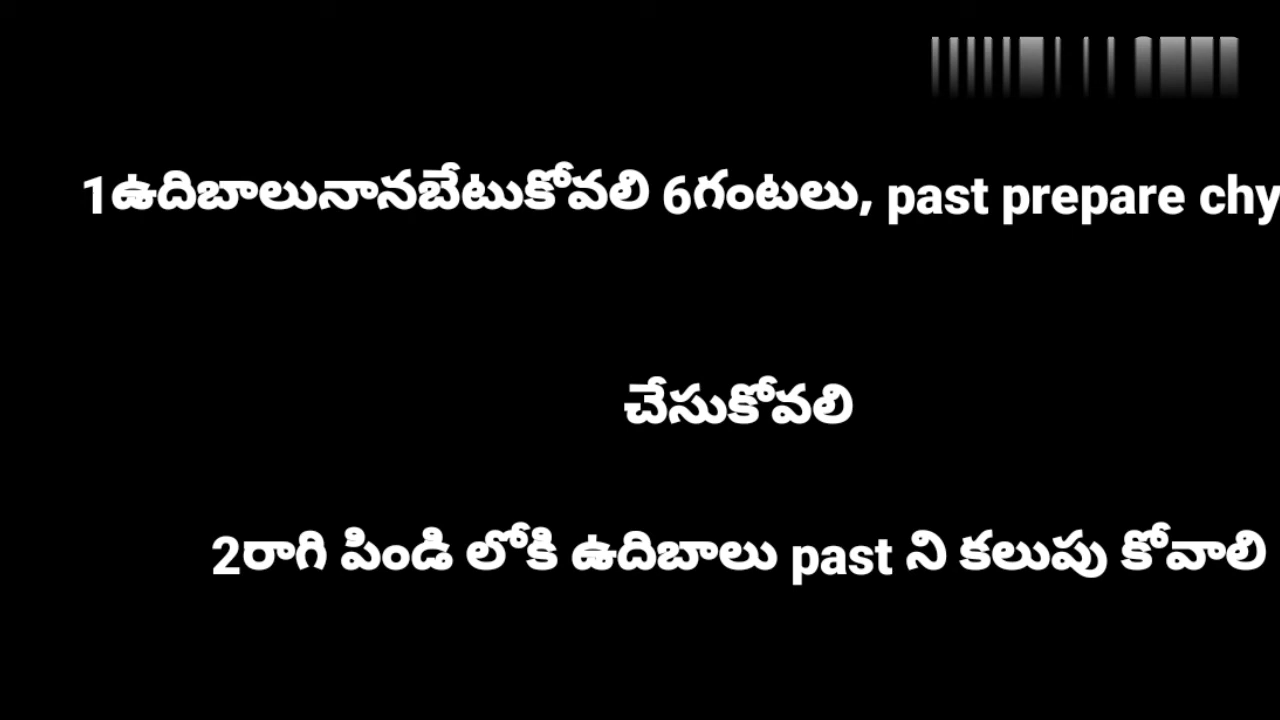 1ఉదిబాలునానబేటుకోవలి 6గంటలు, past prepare chy
చేసుకోవలి
2రాగి పిండి లోకి ఉదిబాలు past ని కలుపు కోవాలి